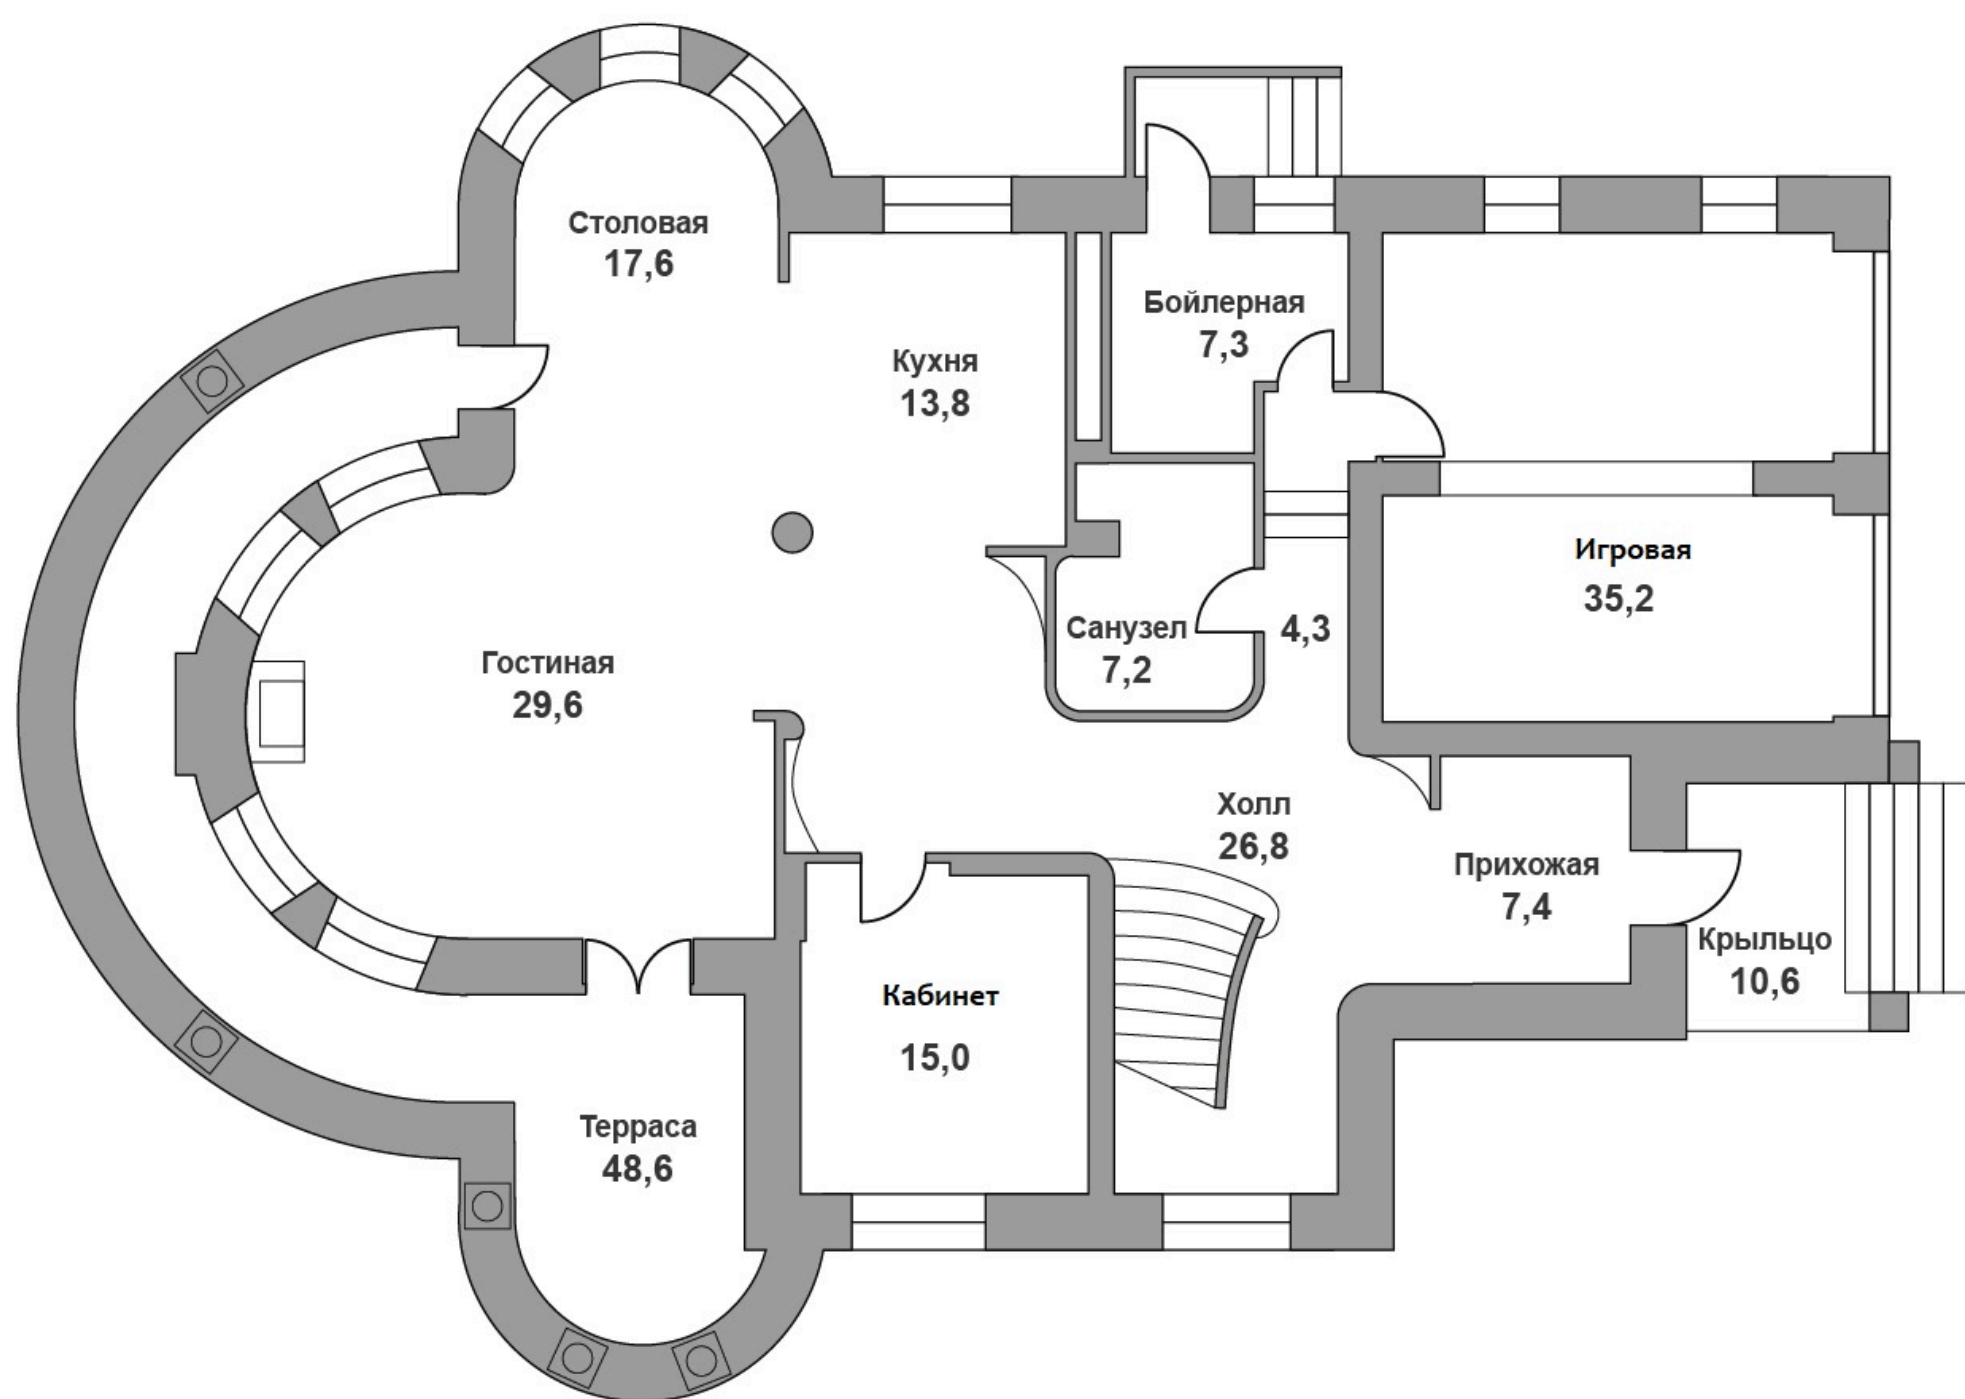 Столовая
17,6
Бойлерная
7,3
Кухня
13,8
Игровая
35,2
Санузел
7,2
4,3
Гостиная
29,6
Холл
26,8
Прихожая
7,4
Крыльцо
10,6
Кабинет
15,0
Терраса
48,6